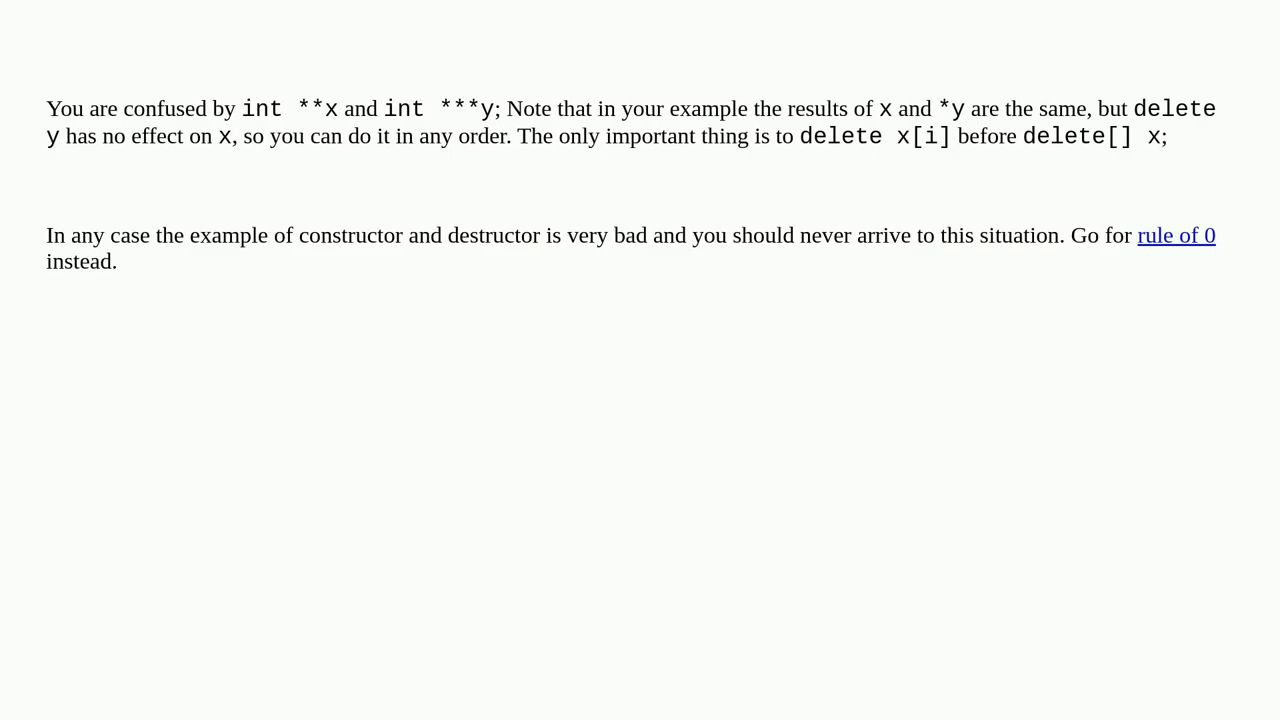 You are confused by int **x and int ***y; Note that in your example the results of x and *y are the same, but delete
y has no effect on x, so you can do it in any order. The only important thing is to delete x[i] before delete[] x;
In any case the example of constructor and destructor is very bad and you should never arrive to this situation. Go for rule of 0
instead.